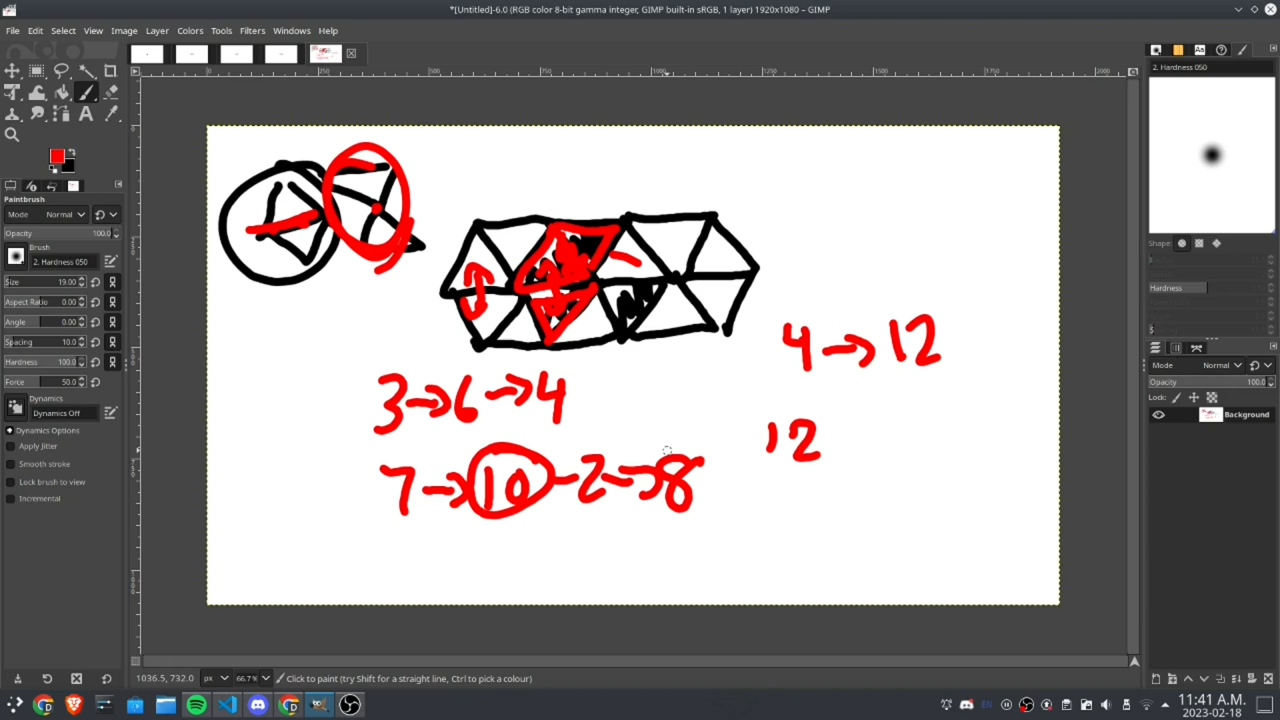 *[Untitled]-6.0 (RGB color 8-bit gamma integer, GIMP built-in sRGB, 1 layer) 1920x1080 – GIMP
File Edit Select View Image Layer Colors Tools Filters Windows Help
Paintbrush
Mode Normal
Opacity 100.0
Brush
2. Hardness 050
Size 19.00
Aspect Ratio 0.00
Angle 0.00
Spacing 10.0
Hardness 100.0
Force 50.0
Dynamics
Dynamics Off
Dynamics Options
Apply Jitter
Smooth stroke
Lock brush to view
Incremental
4 → 12
3 → 6 → 4
12
7 → 10 - 2 → 8
2. Hardness 050
Shape:
Hardness
Mode Normal
Opacity 100.0
Lock:
Background
1036.5, 732.0 px 66.7% Click to paint (try Shift for a straight line, Ctrl to pick a colour)
EN
11:41 A.M.
2023-02-18